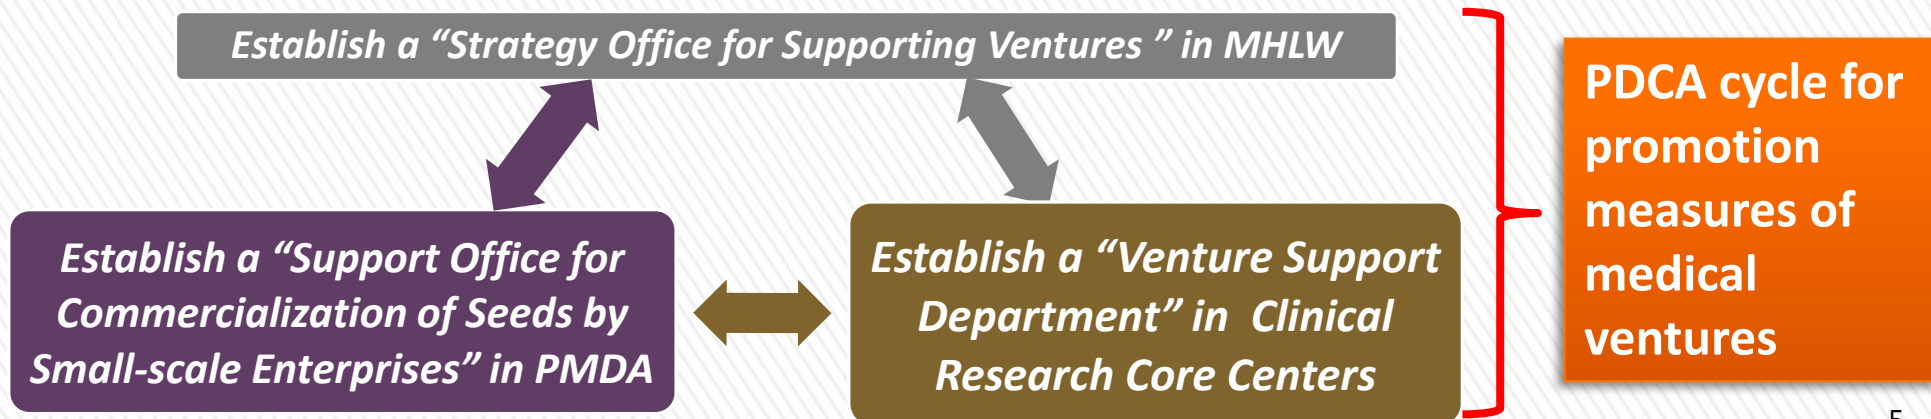 Establish a “Strategy Office for Supporting Ventures ” in MHLW
Establish a “Support Office for
Commercialization of Seeds by
Small-scale Enterprises” in PMDA
Establish a “Venture Support
Department” in  Clinical
Research Core Centers
PDCA cycle for
promotion
measures of
medical
ventures